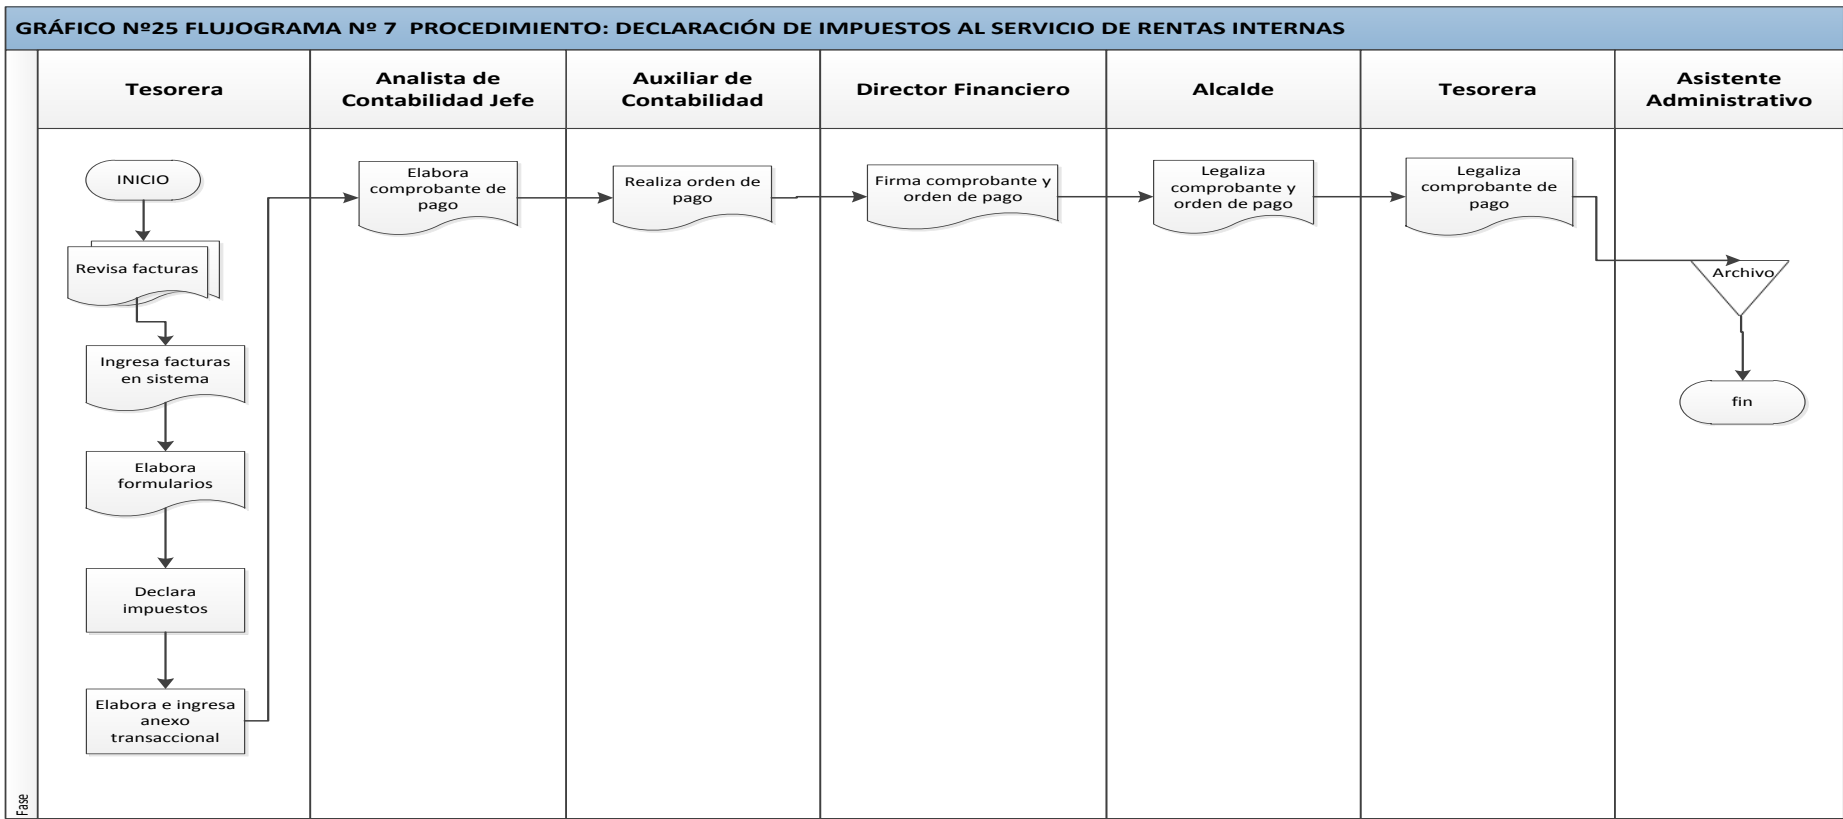 GRÁFICO Nº25 FLUJOGRAMA Nº 7 PROCEDIMIENTO: DECLARACIÓN DE IMPUESTOS AL SERVICIO DE RENTAS INTERNAS
Tesorera
Analista de
Contabilidad Jefe
Auxiliar de
Contabilidad
Director Financiero
Alcalde
Tesorera
Asistente
Administrativo
INICIO
Revisa facturas
Ingresa facturas
en sistema
Elabora
formularios
Declara
impuestos
Elabora e ingresa
anexo
transaccional
Elabora
comprobante de
pago
Realiza orden de
pago
Firma comprobante y
orden de pago
Legaliza
comprobante y
orden de pago
Legaliza
comprobante de
pago
Archivo
fin
Fase